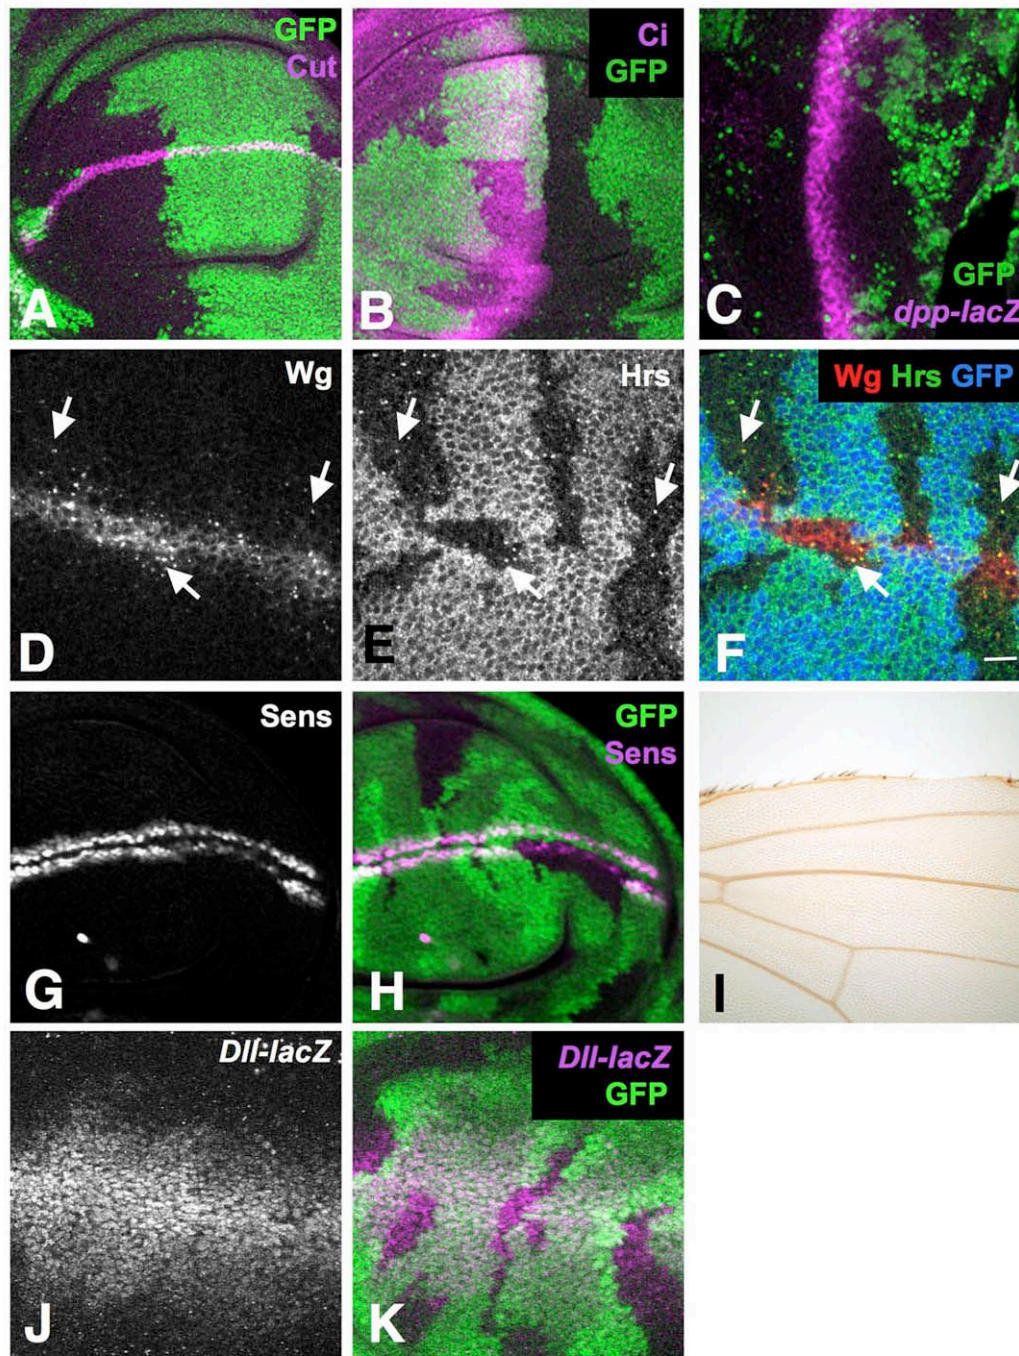 GFP
Cut
A
Ci
GFP
B
GFP
dpp-lacZ
C
Wg
D
Hrs
E
Wg Hrs GFP
F
Sens
G
GFP
Sens
H
I
Dll-lacZ
J
Dll-lacZ
GFP
K